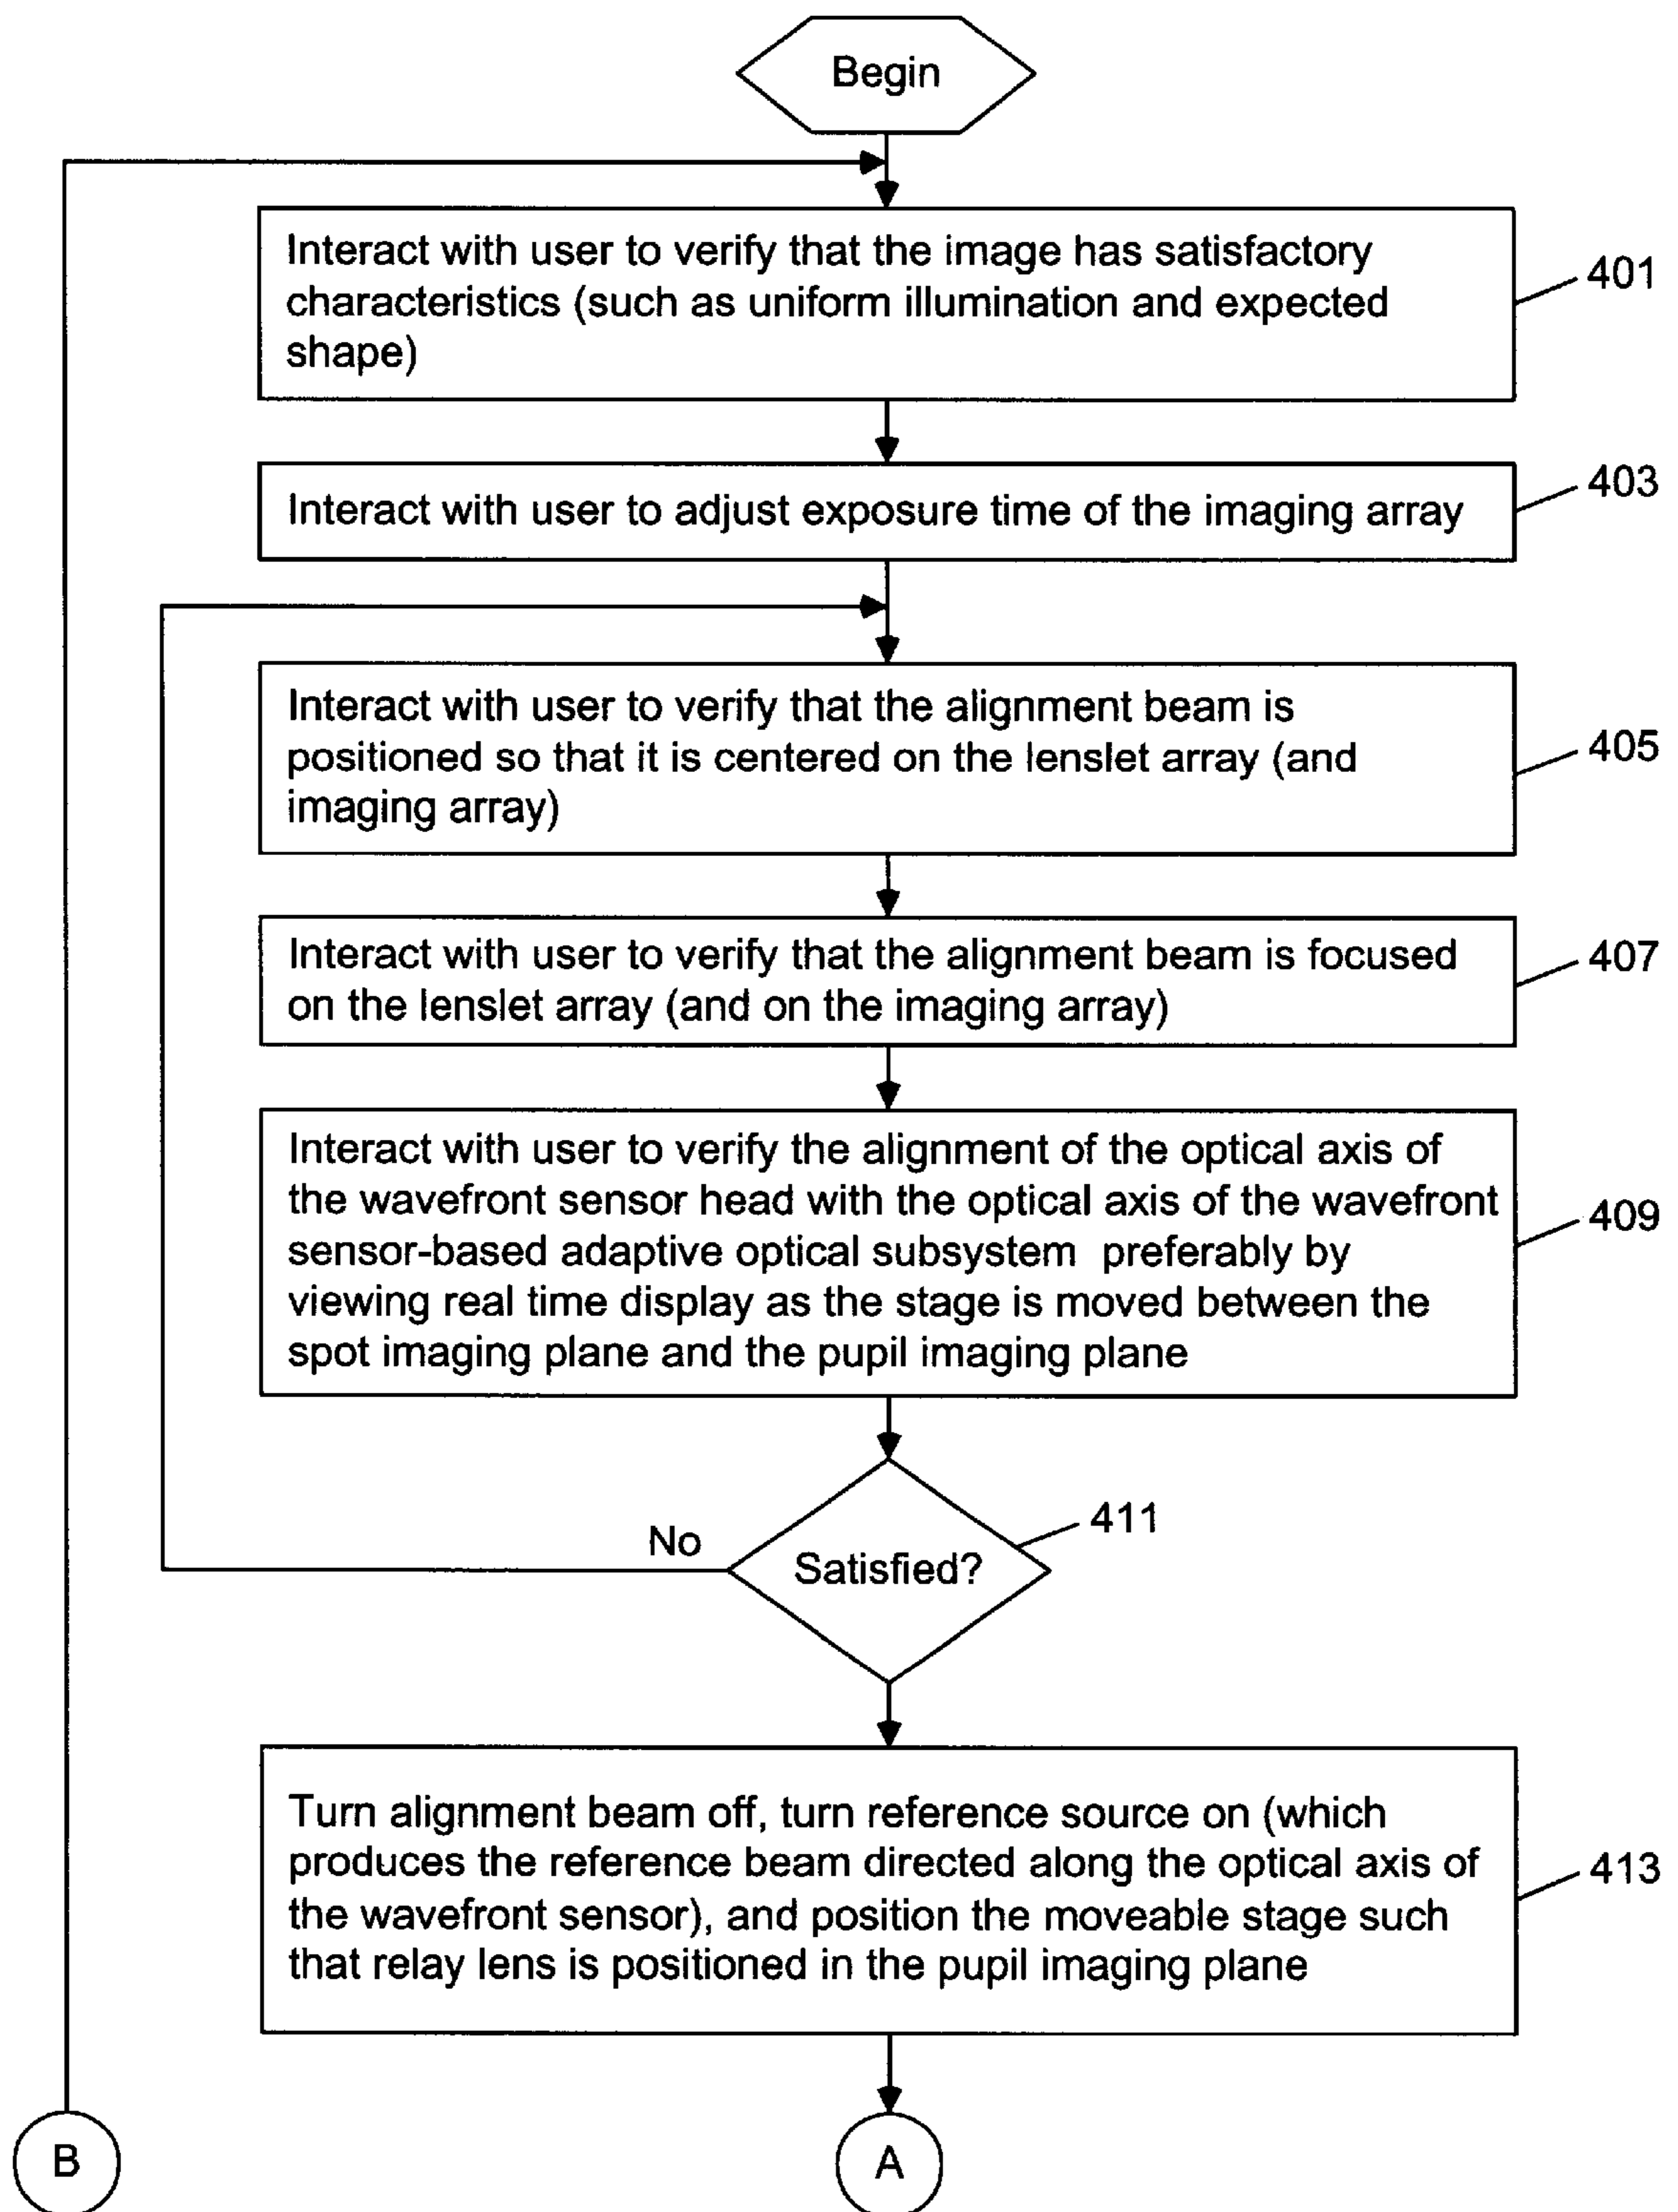 Begin
Interact with user to verify that the image has satisfactory
characteristics (such as uniform illumination and expected
shape)
401
Interact with user to adjust exposure time of the imaging array
403
Interact with user to verify that the alignment beam is
positioned so that it is centered on the lenslet array (and
imaging array)
405
Interact with user to verify that the alignment beam is focused
on the lenslet array (and on the imaging array)
407
Interact with user to verify the alignment of the optical axis of
the wavefront sensor head with the optical axis of the wavefront
sensor-based adaptive optical subsystem preferably by
viewing real time display as the stage is moved between the
spot imaging plane and the pupil imaging plane
409
No
Satisfied?
411
Turn alignment beam off, turn reference source on (which
produces the reference beam directed along the optical axis of
the wavefront sensor), and position the moveable stage such
that relay lens is positioned in the pupil imaging plane
413
B
A